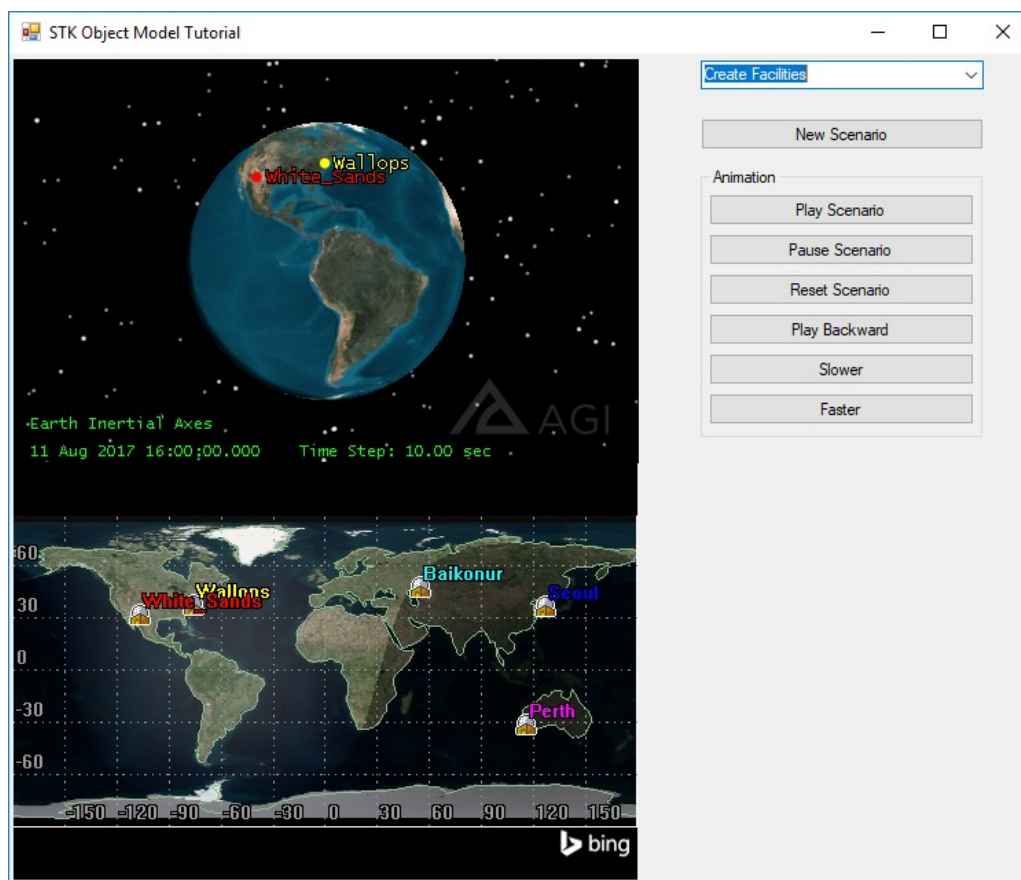 STK Object Model Tutorial
Create Facilities
New Scenario
Animation
Play Scenario
Pause Scenario
Reset Scenario
Play Backward
Slower
Faster
Wallops
White_Sands
AGI
Earth Inertial Axes
11 Aug 2017 16:00:00.000 Time Step: 10.00 sec
60
Baikonur
Wallops
Seoul
White_Sands
30
0
-30
Perth
-60
-150 -120 -90 -60 -30 0 30 60 90 120 150
bing